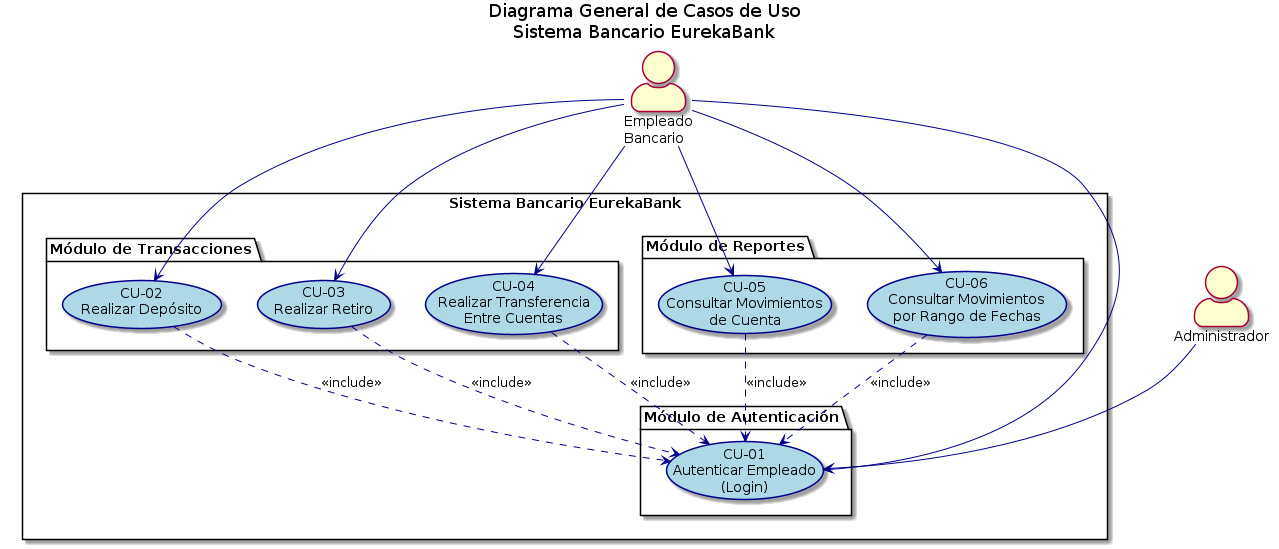 Diagrama General de Casos de Uso
Sistema Bancario EurekaBank
Empleado
Bancario
Sistema Bancario EurekaBank
Módulo de Transacciones
CU-02
Realizar Depósito
CU-03
Realizar Retiro
CU-04
Realizar Transferencia
Entre Cuentas
Módulo de Reportes
CU-05
Consultar Movimientos
de Cuenta
CU-06
Consultar Movimientos
por Rango de Fechas
Administrador
«include»
«include»
«include»
«include»
«include»
Módulo de Autenticación
CU-01
Autenticar Empleado
(Login)